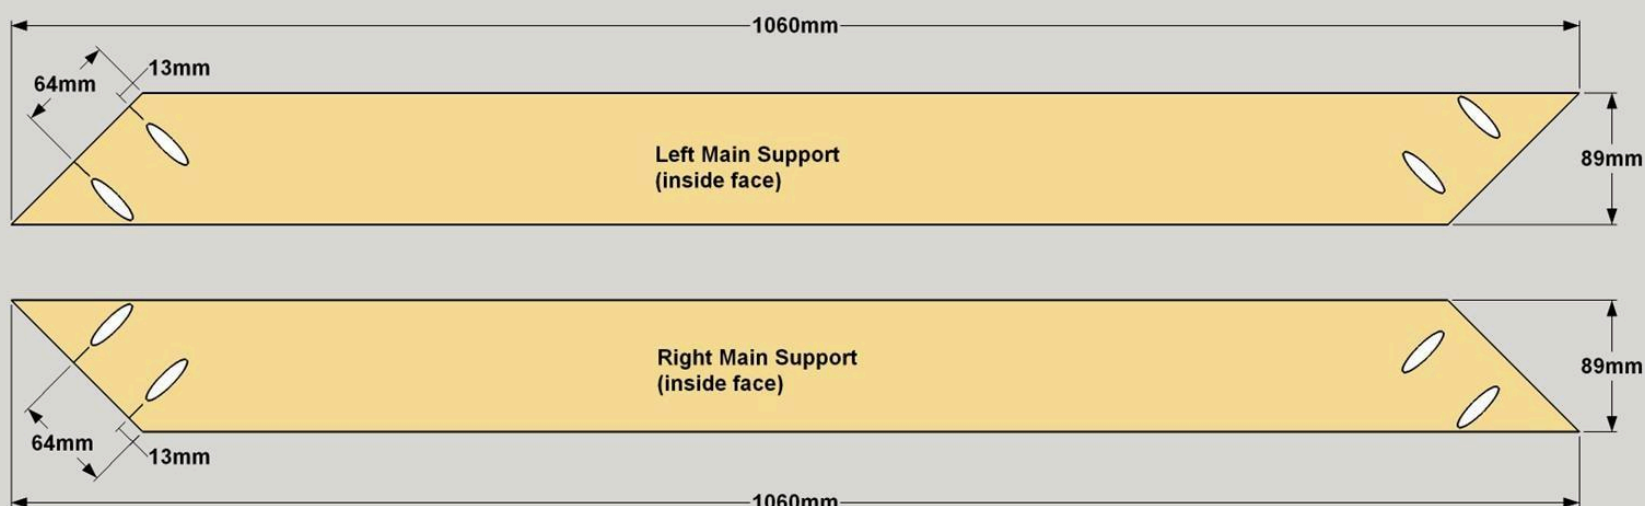 1060mm
13mm
64mm
Left Main Support
(inside face)
89mm
Right Main Support
(inside face)
89mm
64mm
13mm
1060mm